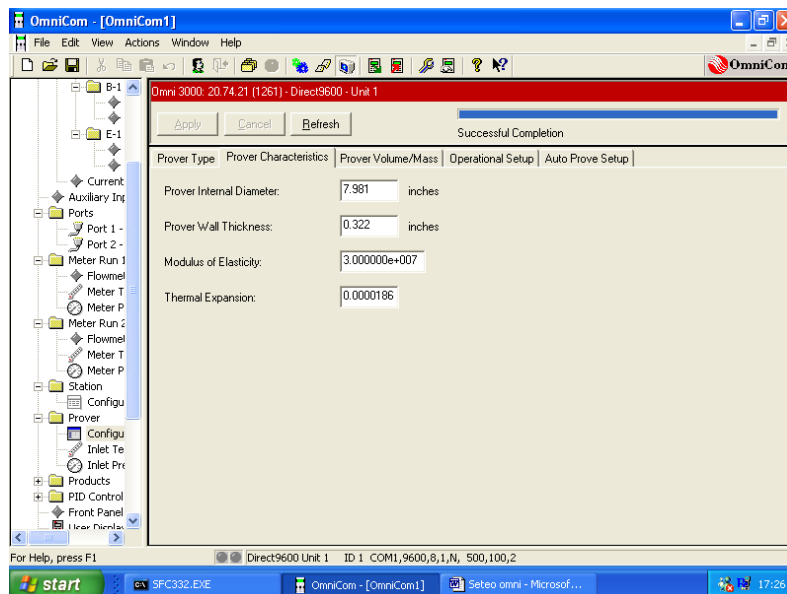 OmniCom - [OmniCom1]
File Edit View Actions Window Help
OmniCom
B-1
E-1
Current
Auxiliary Inp
Ports
Port 1 -
Port 2 -
Meter Run 1
Flowmet
Meter T
Meter P
Meter Run 2
Flowmet
Meter T
Meter P
Station
Configu
Prover
Configu
Inlet Te
Inlet Pre
Products
PID Control
Front Panel
User Display
Omni 3000: 20.74.21 (1261) - Direct9600 - Unit 1
Apply Cancel Refresh
Successful Completion
Prover Type Prover Characteristics Prover Volume/Mass Operational Setup Auto Prove Setup
Prover Internal Diameter: 7.981 inches
Prover Wall Thickness: 0.322 inches
Modulus of Elasticity: 3.000000e+007
Thermal Expansion: 0.0000186
For Help, press F1 Direct9600 Unit 1 ID 1 COM1,9600,8,1,N, 500,100,2
start SFC332.EXE OmniCom - [OmniCom1] Seteo omni - Microsof... 17:26